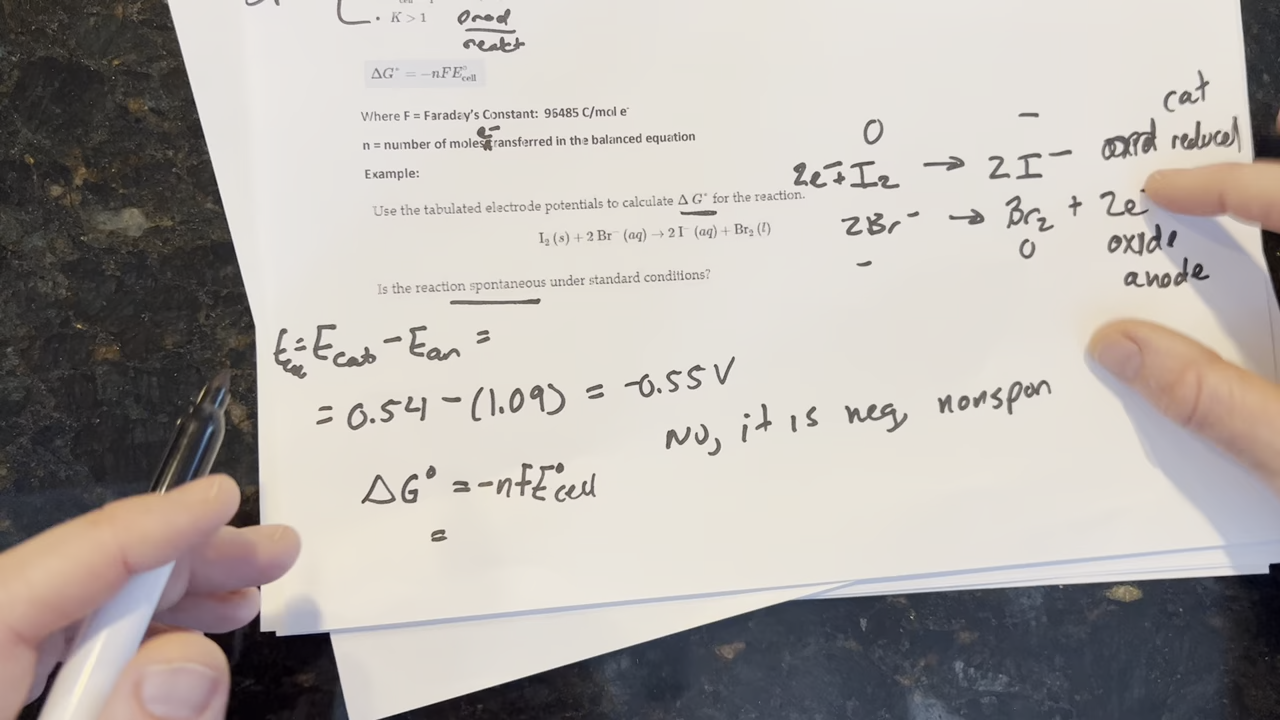 • K > 1 prod
react
ΔG° = −nFE°cell
Where F = Faraday's Constant: 96485 C/mol e⁻
e⁻
n = number of moles transferred in the balanced equation
Example:
Use the tabulated electrode potentials to calculate Δ G° for the reaction.
I₂ (s) + 2 Br⁻ (aq) → 2 I⁻ (aq) + Br₂ (l)
Is the reaction spontaneous under standard conditions?
cat
0 −
2e⁻ + I₂ → 2I⁻ reduced
2Br⁻ → Br₂ + 2e
− 0 oxide
anode
= Ecat − Ean =
= 0.54 − (1.09) = -0.55 V
No, it is neg, nonspon
ΔG° = -nFE°cell
=